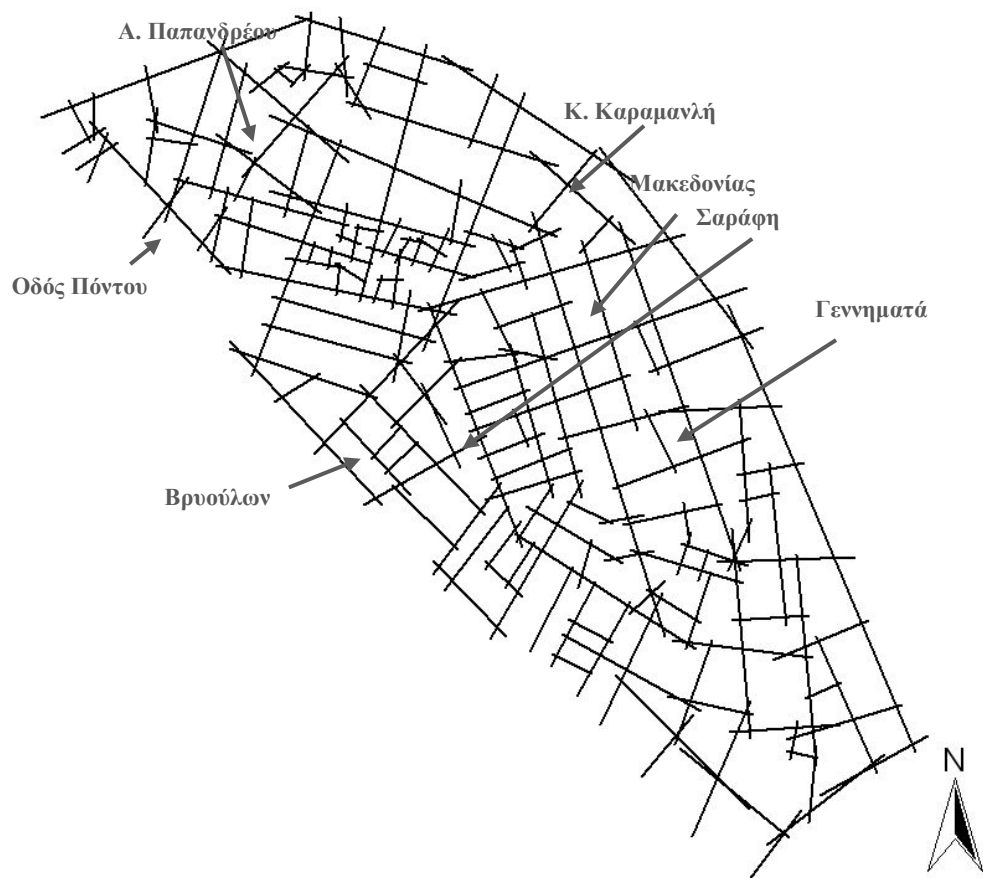 Α. Παπανδρέου
Κ. Καραμανλή
Μακεδονίας
Σαράφη
Οδός Πόντου
Γεννηματά
Βρυούλων
N